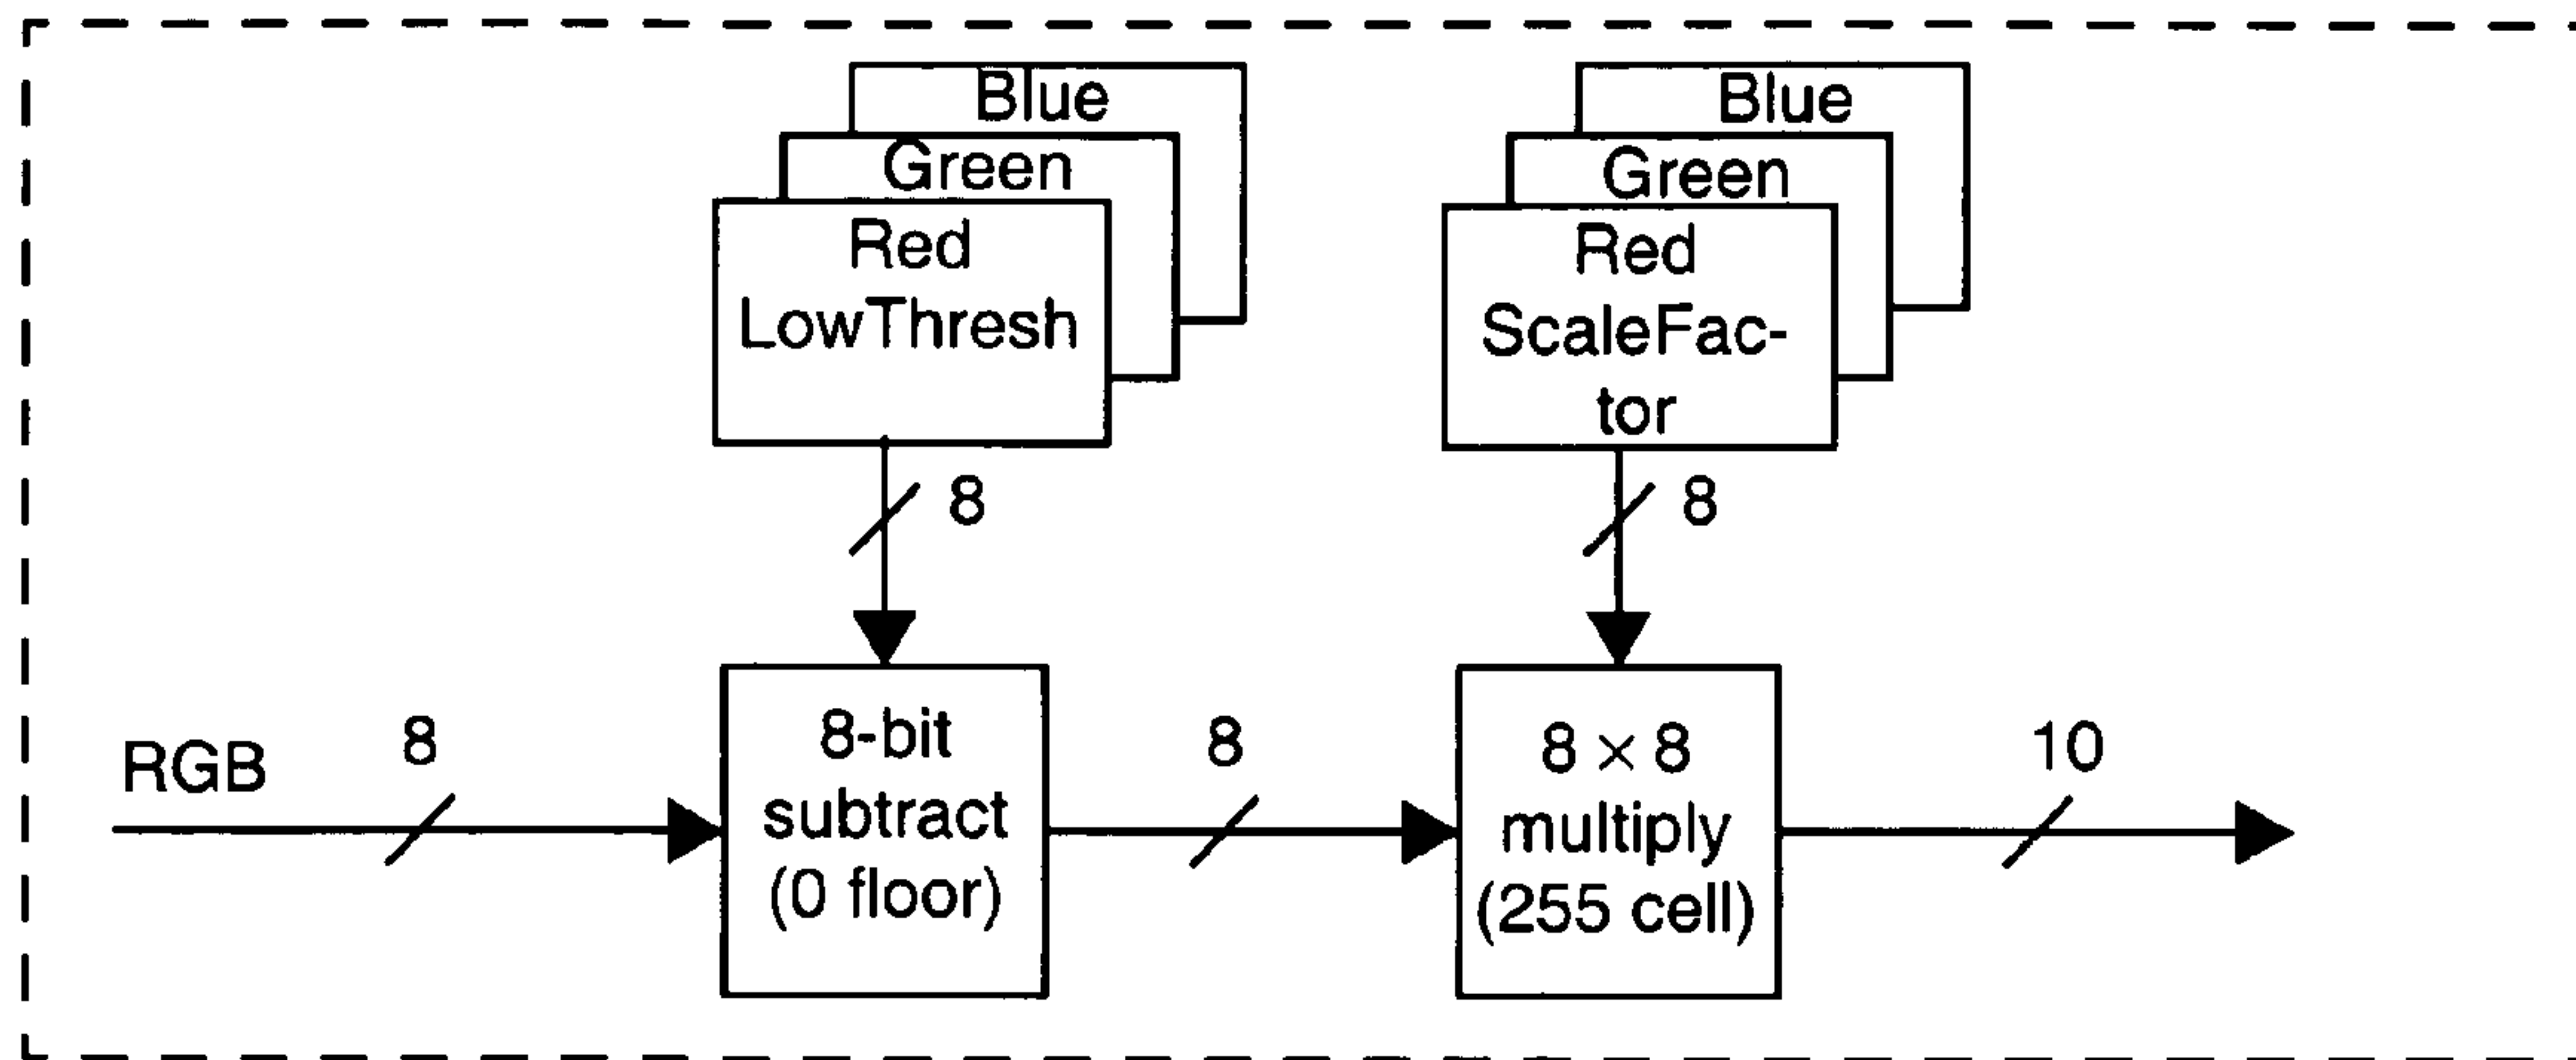 Blue
Green
Red
LowThresh
Blue
Green
Red
ScaleFac-
tor
8
8
RGB
8
8-bit
subtract
(0 floor)
8
8 × 8
multiply
(255 cell)
10